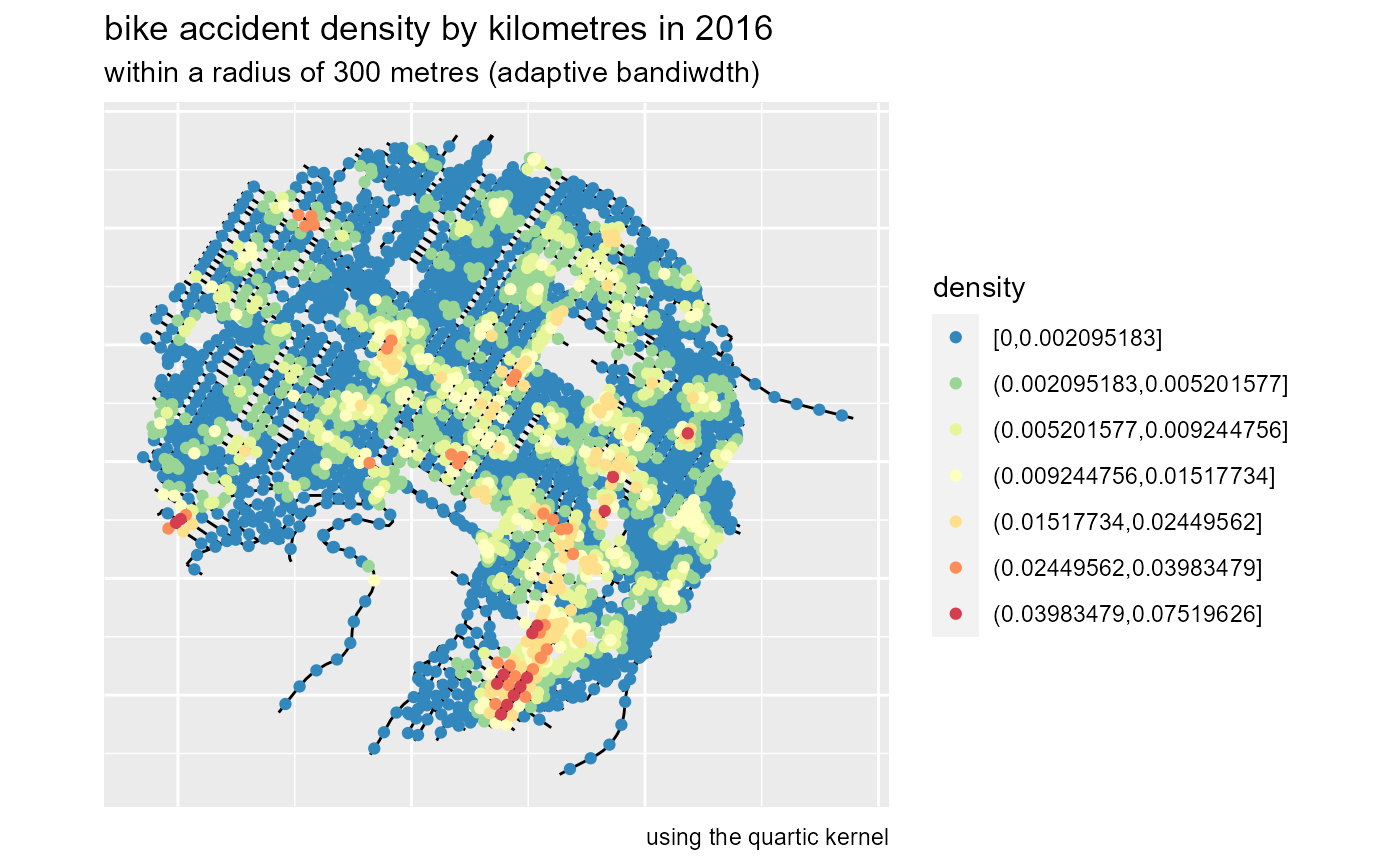 bike accident density by kilometres in 2016
within a radius of 300 metres (adaptive bandiwdth)
density
[0,0.002095183]
(0.002095183,0.005201577]
(0.005201577,0.009244756]
(0.009244756,0.01517734]
(0.01517734,0.02449562]
(0.02449562,0.03983479]
(0.03983479,0.07519626]
using the quartic kernel